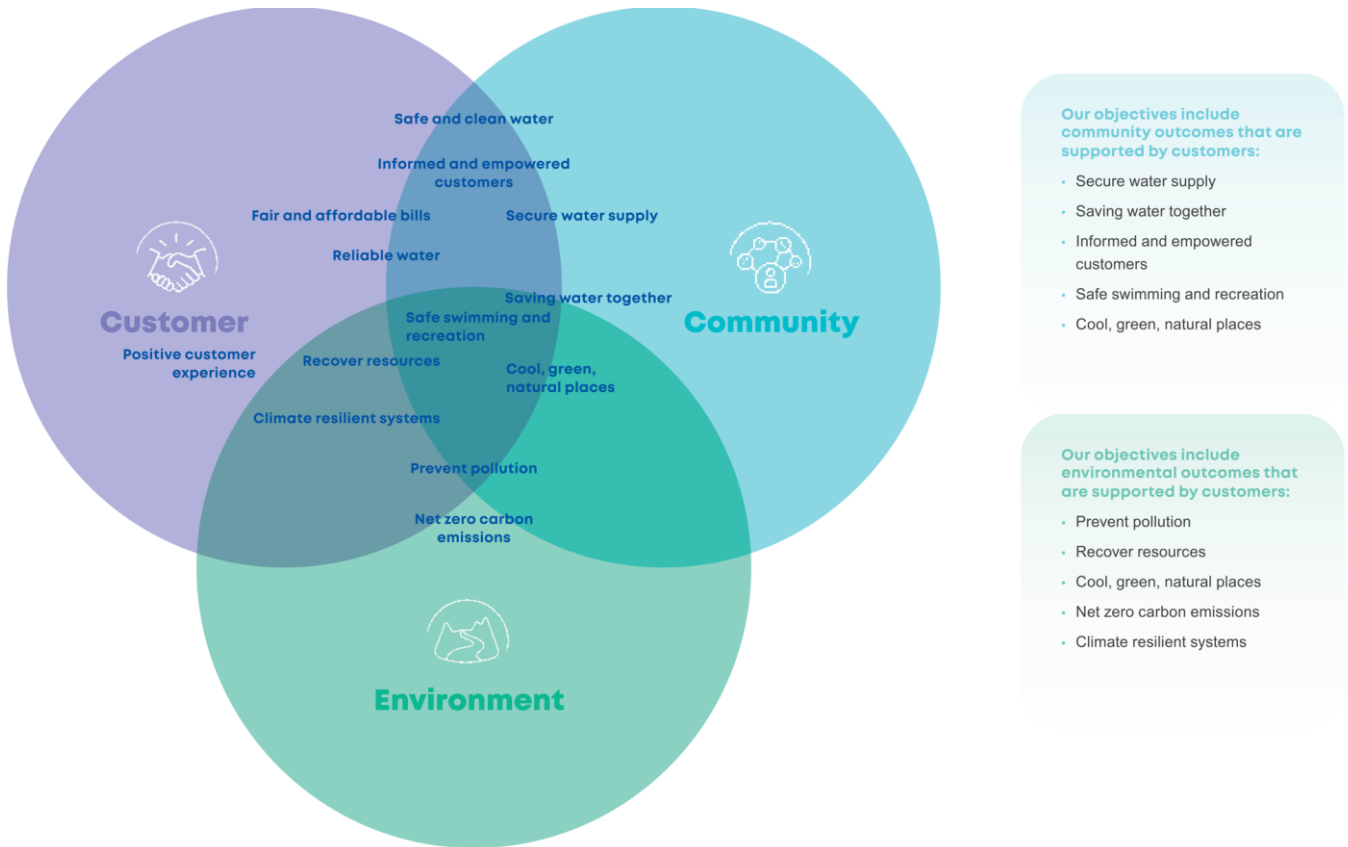 Safe and clean water
Informed and empowered
customers
Fair and affordable bills
Secure water supply
Reliable water
Saving water together
Customer
Safe swimming and
recreation
Community
Positive customer
experience
Recover resources
Cool, green,
natural places
Climate resilient systems
Prevent pollution
Net zero carbon
emissions
Environment
Our objectives include
community outcomes that are
supported by customers:
• Secure water supply
• Saving water together
• Informed and empowered
customers
• Safe swimming and recreation
• Cool, green, natural places
Our objectives include
environmental outcomes that
are supported by customers:
• Prevent pollution
• Recover resources
• Cool, green, natural places
• Net zero carbon emissions
• Climate resilient systems